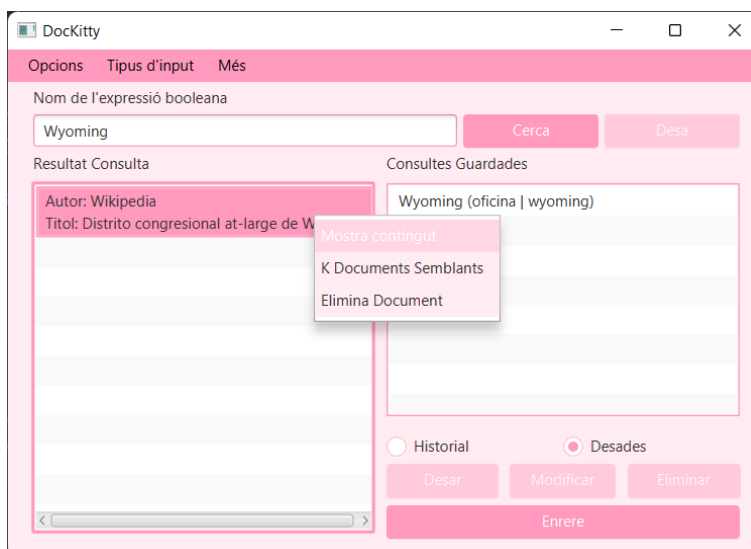 DocKitty
Opcions Tipus d'input Més
Nom de l'expressió booleana
Wyoming Cerca Desa
Resultat Consulta Consultes Guardades
Autor: Wikipedia
Titol: Distrito congresional at-large de W
Wyoming (oficina | wyoming)
Mostra contingut
K Documents Semblants
Elimina Document
Historial Desades
Desar Modificar Eliminar
Enrere